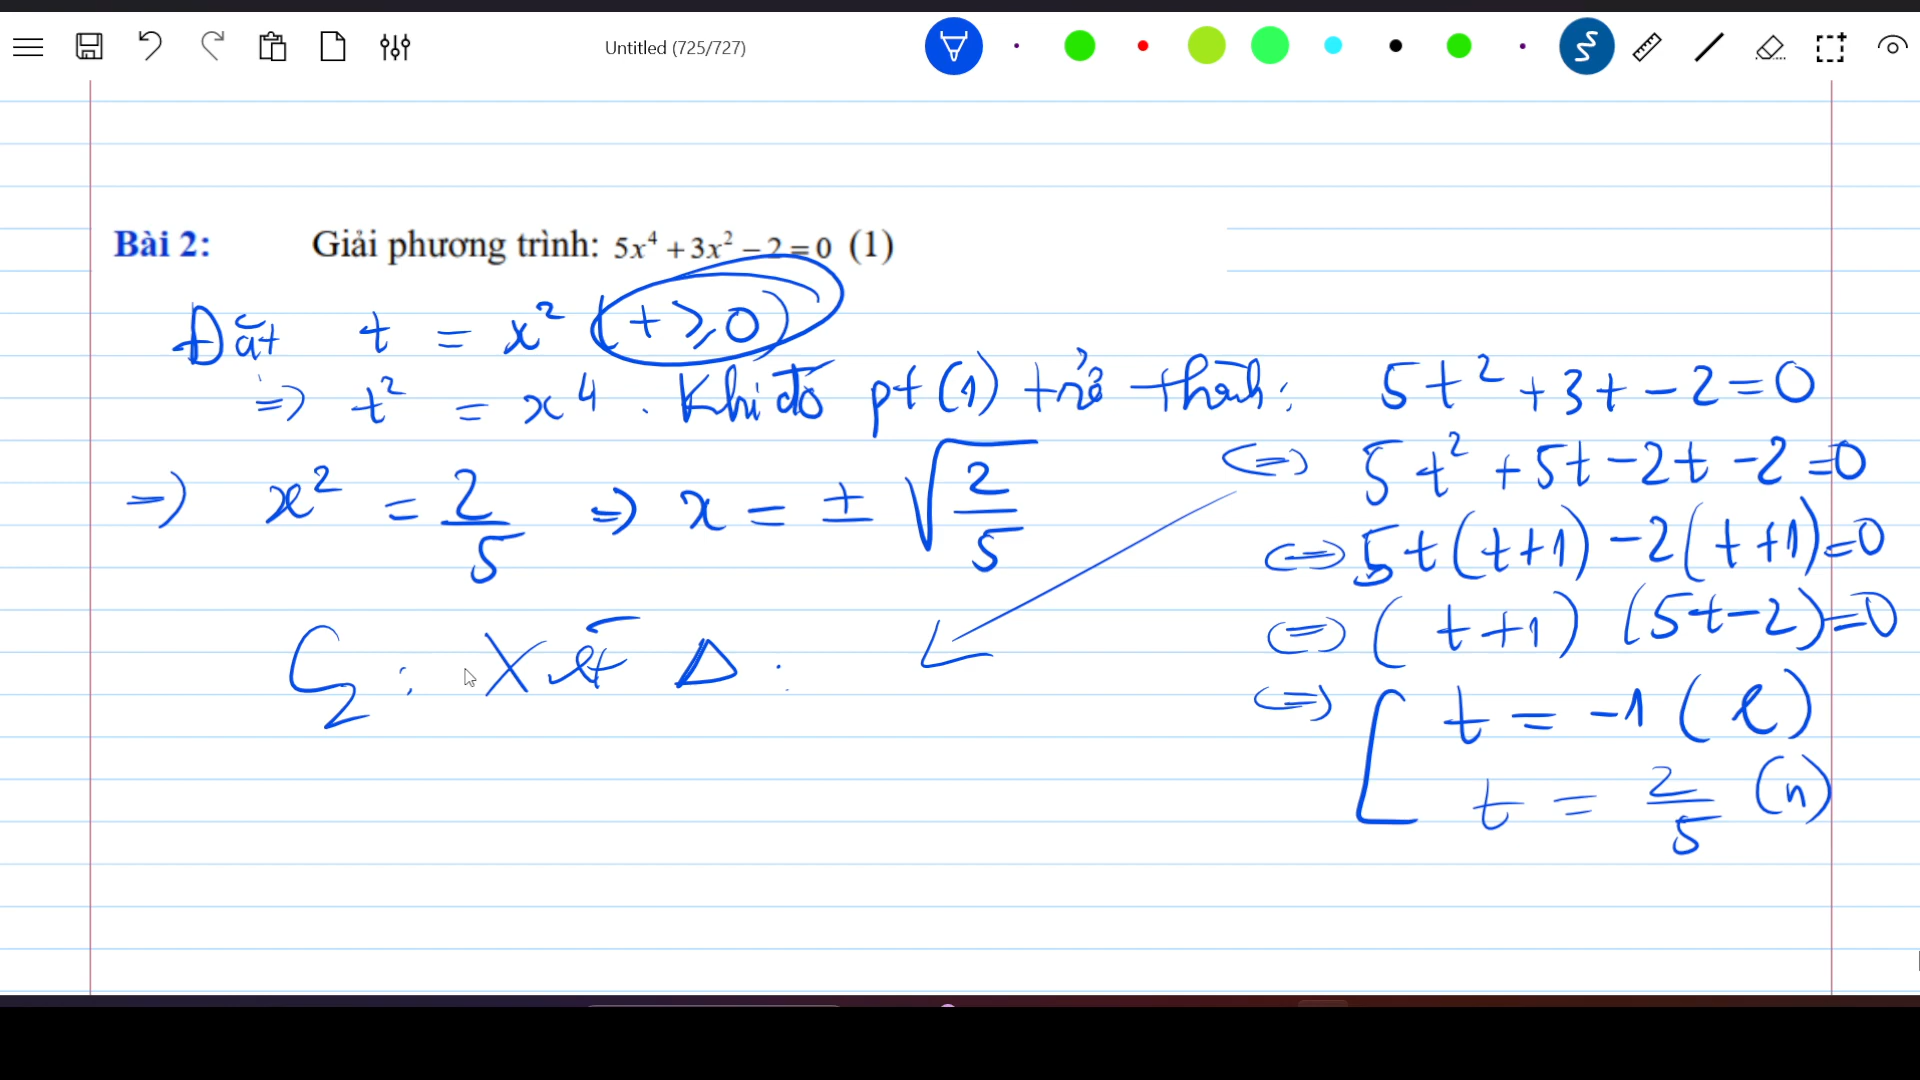 Untitled (725/727)
Bài 2: Giải phương trình: 5x⁴ + 3x² − 2 = 0 (1)
Đặt t = x² (t ≥ 0)
=> t² = x⁴. Khi đó pt (1) trở thành: 5t² + 3t − 2 = 0
<=> 5t² + 5t − 2t − 2 = 0
<=> 5t(t+1) − 2(t+1) = 0
<=> (t+1) (5t−2) = 0
<=> [ t = −1 (l)
t = 2/5 (n)
=> x² = 2/5 => x = ± √(2/5)
C2: Xét Δ: